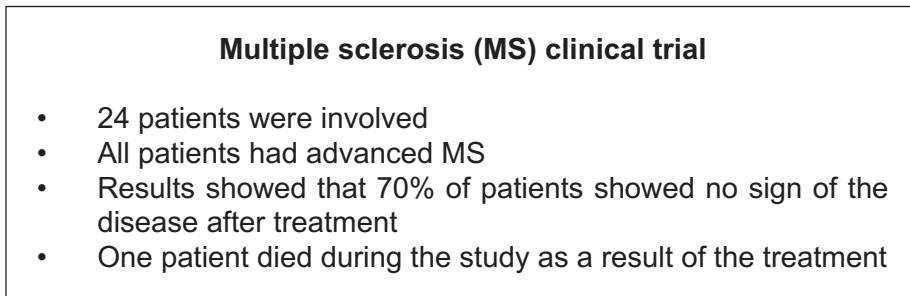 Multiple sclerosis (MS) clinical trial
• 24 patients were involved
• All patients had advanced MS
• Results showed that 70% of patients showed no sign of the
disease after treatment
• One patient died during the study as a result of the treatment